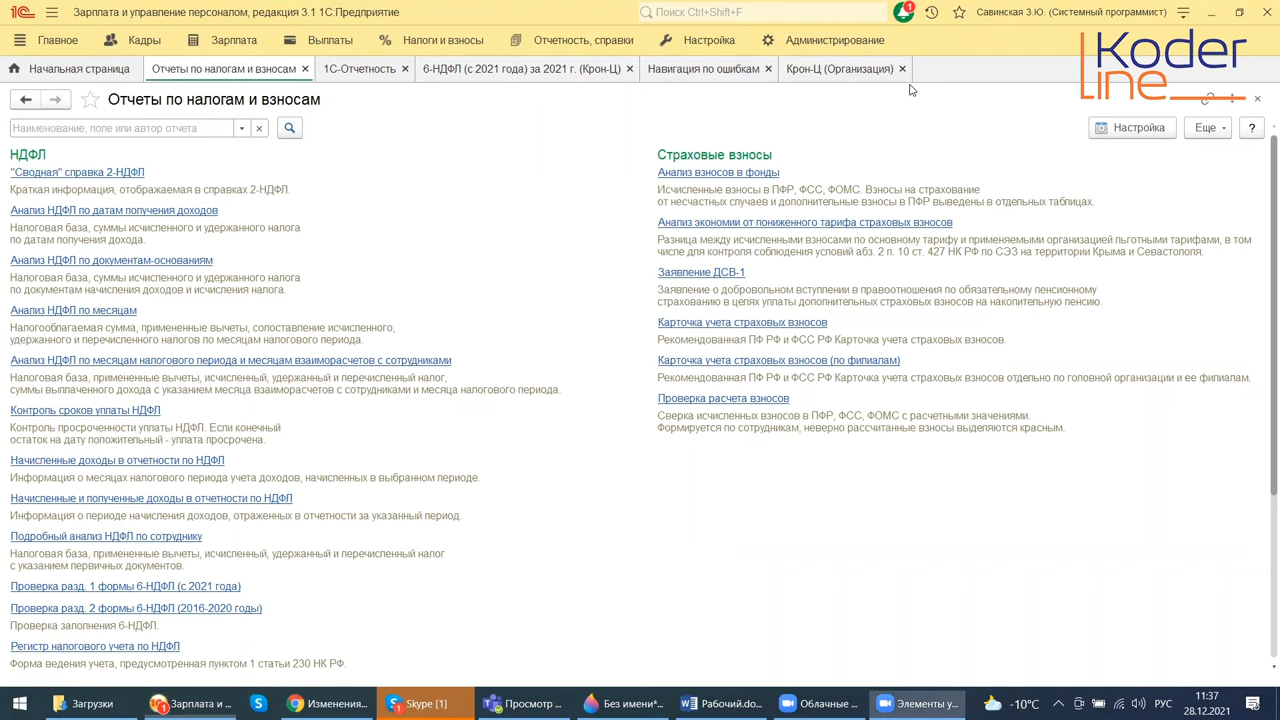 Зарплата и управление персоналом, редакция 3.1 1С:Предприятие
Поиск Ctrl+Shift+F
1
Савинская З.Ю. (Системный программист)
Главное Кадры Зарплата Выплаты Налоги и взносы Отчетность, справки Настройка Администрирование
Koder
Line
Начальная страница Отчеты по налогам и взносам 1С-Отчетность 6-НДФЛ (с 2021 года) за 2021 г. (Крон-Ц) Навигация по ошибкам Крон-Ц (Организация)
Отчеты по налогам и взносам
Наименование, поле или автор отчета
Настройка Еще ?
НДФЛ
"Сводная" справка 2-НДФЛ
Краткая информация, отображаемая в справках 2-НДФЛ.
Анализ НДФЛ по датам получения доходов
Налоговая база, суммы исчисленного и удержанного налога
по датам получения дохода.
Анализ НДФЛ по документам-основаниям
Налоговая база, суммы исчисленного и удержанного налога
по документам начисления доходов и исчисления налога.
Анализ НДФЛ по месяцам
Налогооблагаемая сумма, примененные вычеты, сопоставление исчисленного,
удержанного и перечисленного налогов по месяцам налогового периода.
Анализ НДФЛ по месяцам налогового периода и месяцам взаиморасчетов с сотрудниками
Налоговая база, примененные вычеты, исчисленный, удержанный и перечисленный налог,
суммы выплаченного дохода с указанием месяца взаиморасчетов с сотрудниками и месяца налогового периода.
Контроль сроков уплаты НДФЛ
Контроль просроченности уплаты НДФЛ. Если конечный
остаток на дату положительный - уплата просрочена.
Начисленные доходы в отчетности по НДФЛ
Информация о месяцах налогового периода учета доходов, начисленных в выбранном периоде.
Начисленные и полученные доходы в отчетности по НДФЛ
Информация о периоде начисления доходов, отраженных в отчетности за указанный период.
Подробный анализ НДФЛ по сотруднику
Налоговая база, примененные вычеты, исчисленный, удержанный и перечисленный налог
с указанием первичных документов.
Проверка разд. 1 формы 6-НДФЛ (с 2021 года)
Проверка разд. 2 формы 6-НДФЛ (2016-2020 годы)
Проверка заполнения 6-НДФЛ.
Регистр налогового учета по НДФЛ
Форма ведения учета, предусмотренная пунктом 1 статьи 230 НК РФ.
Страховые взносы
Анализ взносов в фонды
Исчисленные взносы в ПФР, ФСС, ФОМС. Взносы на страхование
от несчастных случаев и дополнительные взносы в ПФР выведены в отдельных таблицах.
Анализ экономии от пониженного тарифа страховых взносов
Разница между исчисленными взносами по основному тарифу и применяемыми организацией льготными тарифами, в том
числе для контроля соблюдения условий абз. 2 п. 10 ст. 427 НК РФ по СЭЗ на территории Крыма и Севастополя.
Заявление ДСВ-1
Заявление о добровольном вступлении в правоотношения по обязательному пенсионному
страхованию в целях уплаты дополнительных страховых взносов на накопительную пенсию.
Карточка учета страховых взносов
Рекомендованная ПФ РФ и ФСС РФ Карточка учета страховых взносов.
Карточка учета страховых взносов (по филиалам)
Рекомендованная ПФ РФ и ФСС РФ Карточка учета страховых взносов отдельно по головной организации и ее филиалам.
Проверка расчета взносов
Сверка исчисленных взносов в ПФР, ФСС, ФОМС с расчетными значениями.
Формируется по сотрудникам, неверно рассчитанные взносы выделяются красным.
Загрузки Зарплата и ... Изменения... Skype [1] Просмотр ... Без имени*... Рабочий.do... Облачные ... Элементы у... -10°C РУС 11:37
28.12.2021